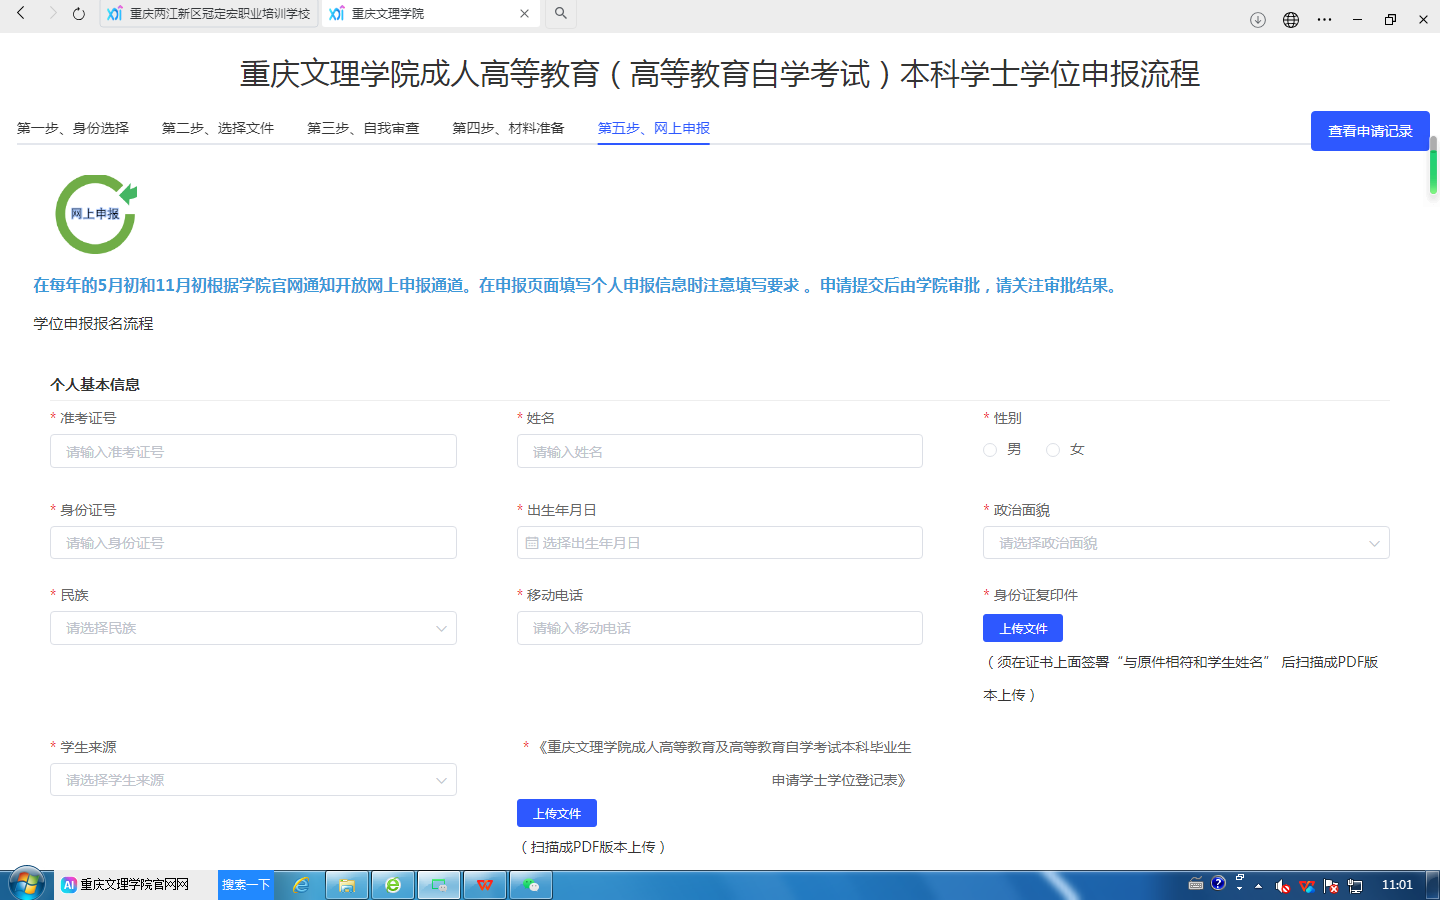 重庆两江新区冠定宏职业培训学校
重庆文理学院
重庆文理学院成人高等教育（高等教育自学考试）本科学士学位申报流程
第一步、身份选择
第二步、选择文件
第三步、自我审查
第四步、材料准备
第五步、网上申报
查看申请记录
网上申报
在每年的5月初和11月初根据学院官网通知开放网上申报通道。在申报页面填写个人申报信息时注意填写要求 。申请提交后由学院审批，请关注审批结果。
学位申报报名流程
个人基本信息
* 准考证号
请输入准考证号
* 姓名
请输入姓名
* 性别
男
女
* 身份证号
请输入身份证号
* 出生年月日
选择出生年月日
* 政治面貌
请选择政治面貌
* 民族
请选择民族
* 移动电话
请输入移动电话
* 身份证复印件
上传文件
（须在证书上面签署“与原件相符和学生姓名” 后扫描成PDF版
本上传）
* 学生来源
请选择学生来源
* 《重庆文理学院成人高等教育及高等教育自学考试本科毕业生
申请学士学位登记表》
上传文件
（扫描成PDF版本上传）
AI 重庆文理学院官网网
搜索一下
11:01